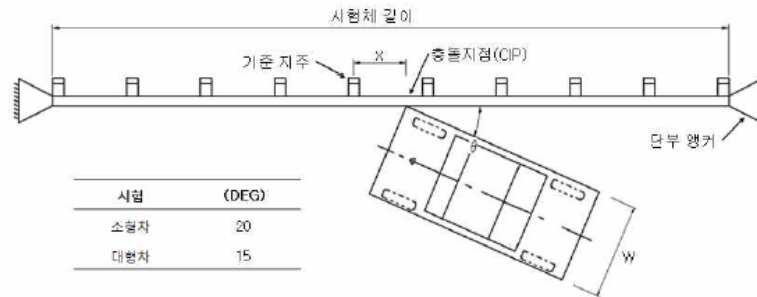 시험체 길이
기준 지주
X
충돌지점(CIP)
θ
단부 앵커
W
시험 (DEG)
소형차 20
대형차 15